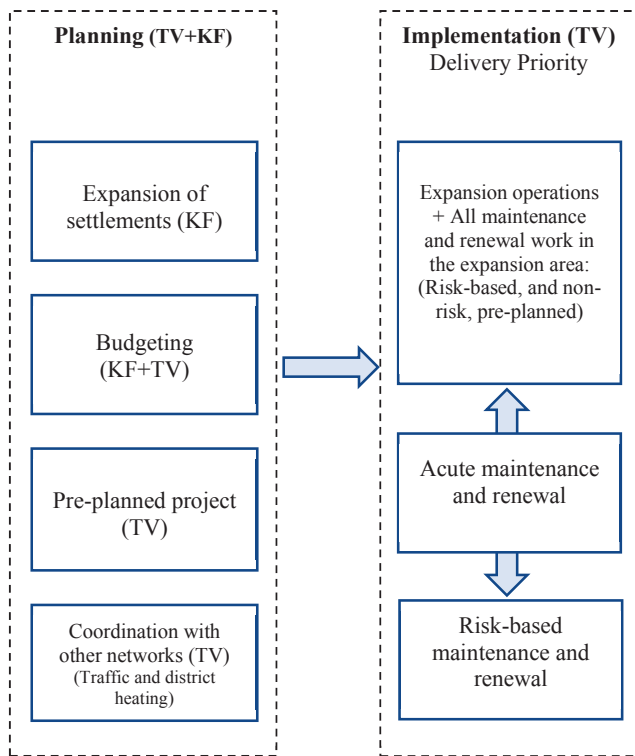 Planning (TV+KF)
Expansion of
settlements (KF)
Budgeting
(KF+TV)
Pre-planned project
(TV)
Coordination with
other networks (TV)
(Traffic and district
heating)
Implementation (TV)
Delivery Priority
Expansion operations
+ All maintenance
and renewal work in
the expansion area:
(Risk-based, and non-
risk, pre-planned)
Acute maintenance
and renewal
Risk-based
maintenance and
renewal